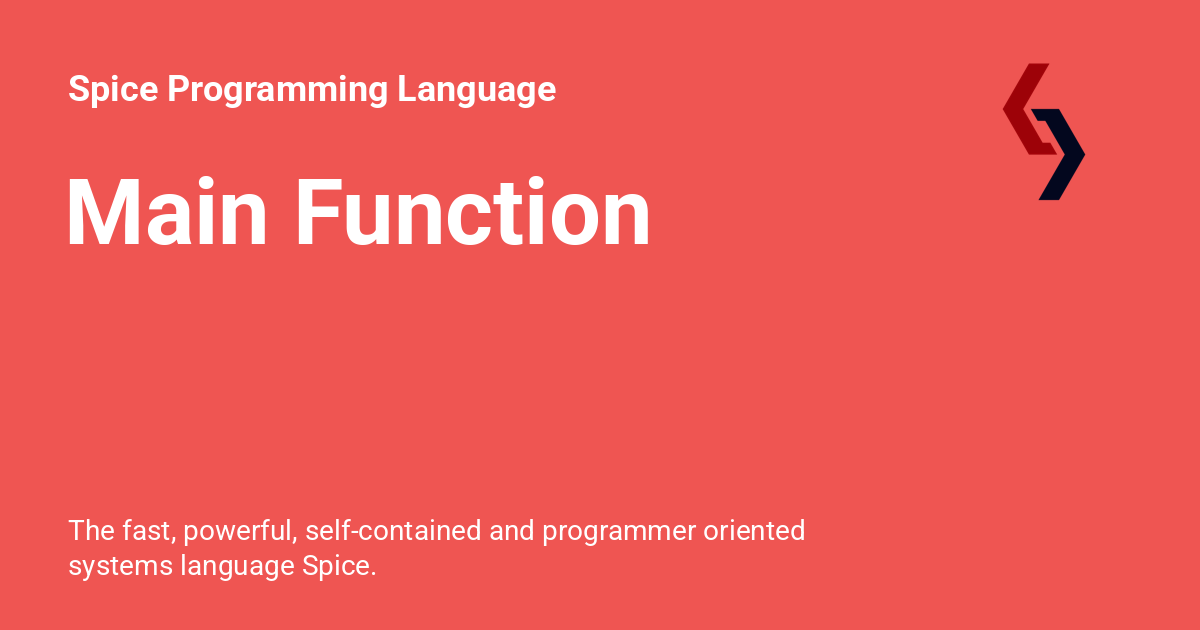 Spice Programming Language
Main Function
The fast, powerful, self-contained and programmer oriented
systems language Spice.